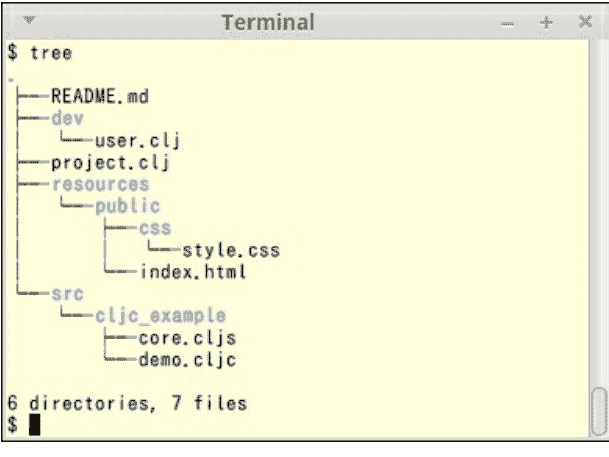 Terminal
$ tree
.
├──README.md
├──dev
│   └──user.clj
├──project.clj
├──resources
│   └──public
│       ├──css
│       │   └──style.css
│       └──index.html
└──src
    └──cljc_example
        ├──core.cljs
        └──demo.cljc
6 directories, 7 files
$